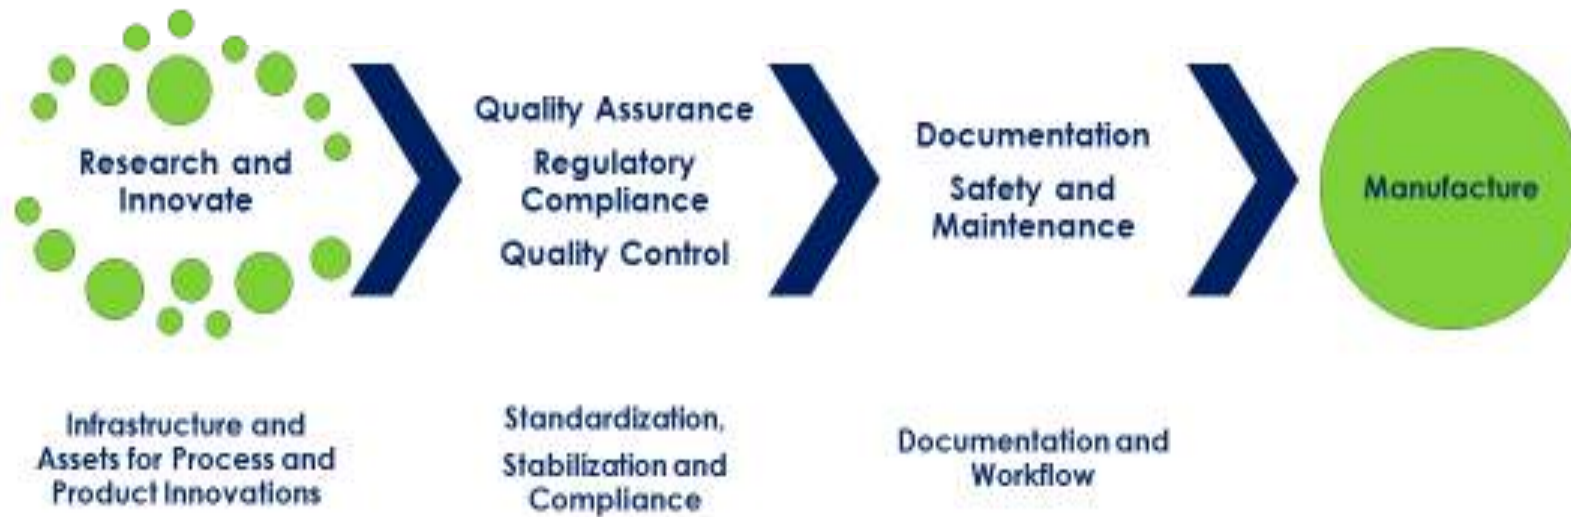 Research and
Innovate
Quality Assurance
Regulatory
Compliance
Quality Control
Documentation
Safety and
Maintenance
Manufacture
Infrastructure and
Assets for Process and
Product Innovations
Standardization,
Stabilization and
Compliance
Documentation and
Workflow